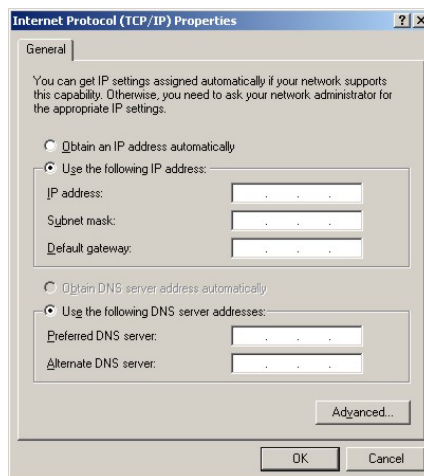 Internet Protocol (TCP/IP) Properties
General
You can get IP settings assigned automatically if your network supports
this capability. Otherwise, you need to ask your network administrator for
the appropriate IP settings.
Obtain an IP address automatically
Use the following IP address:
IP address:
Subnet mask:
Default gateway:
Obtain DNS server address automatically
Use the following DNS server addresses:
Preferred DNS server:
Alternate DNS server:
Advanced...
OK Cancel